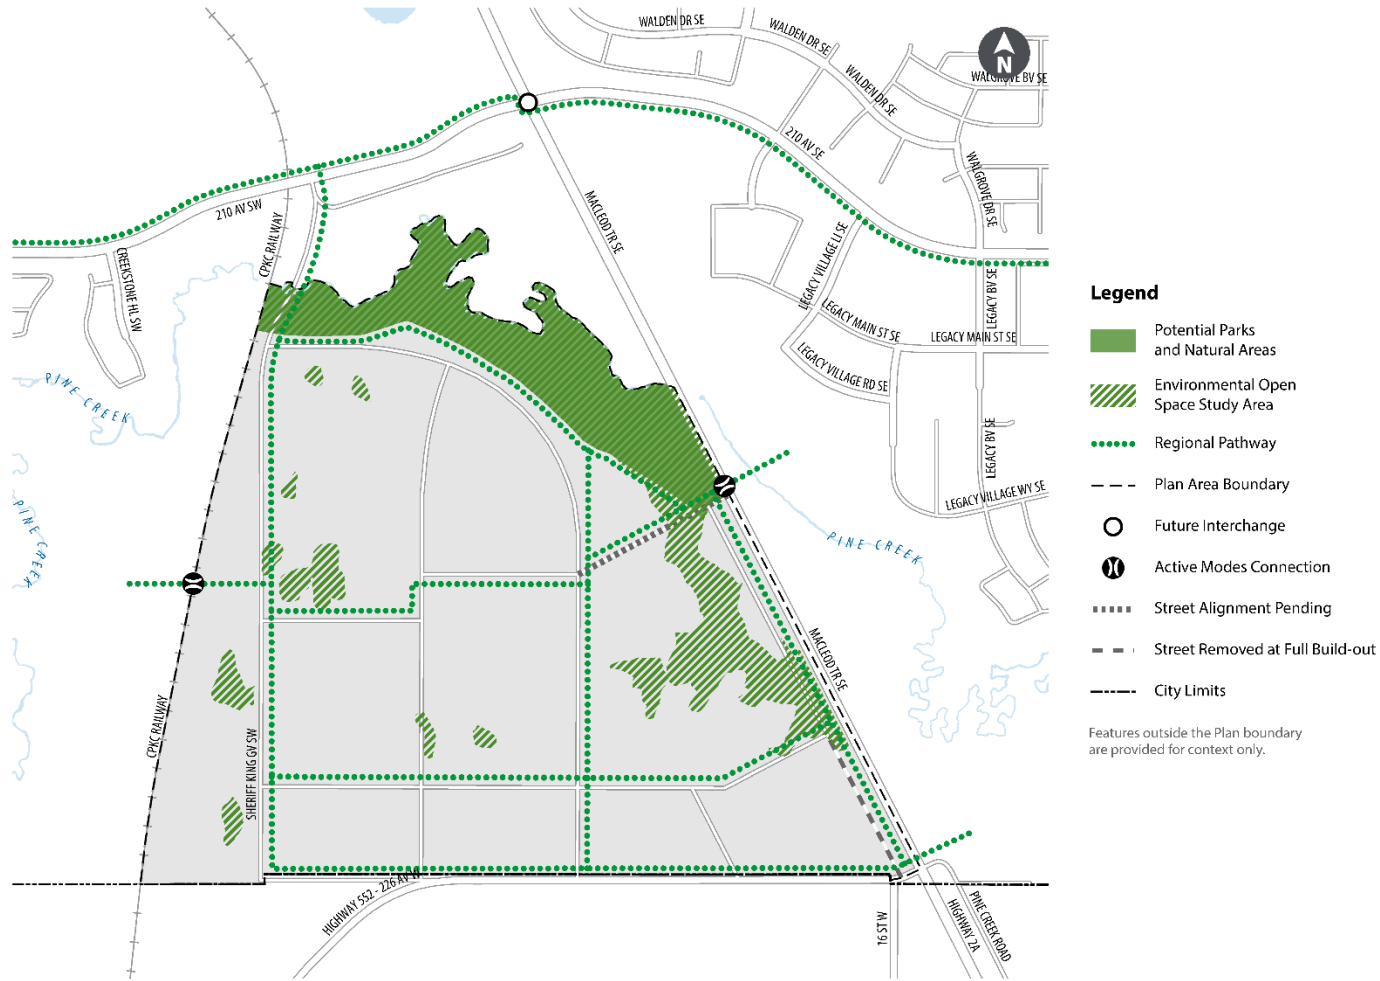 WALDEN DR SE
WALDEN DR SE
WALDEN DR SE
N
WALGROVE BV SE
210 AV SE
WALGROVE DR SE
210 AV SW
CPKC RAILWAY
MACLEOD TR SE
CREEKSTONE HL SW
LEGACY VILLAGE LI SE
LEGACY BV SE
LEGACY MAIN ST SE
LEGACY MAIN ST SE
LEGACY VILLAGE RD SE
PINE CREEK
LEGACY BV SE
LEGACY VILLAGE WY SE
PINE CREEK
PINE CREEK
MACLEOD TR SE
CPKC RAILWAY
SHERIFF KING GV SW
HIGHWAY 552 - 226 AV W
16 ST W
HIGHWAY 2A
PINE CREEK ROAD
Legend
Potential Parks
and Natural Areas
Environmental Open
Space Study Area
Regional Pathway
Plan Area Boundary
Future Interchange
Active Modes Connection
Street Alignment Pending
Street Removed at Full Build-out
City Limits
Features outside the Plan boundary
are provided for context only.